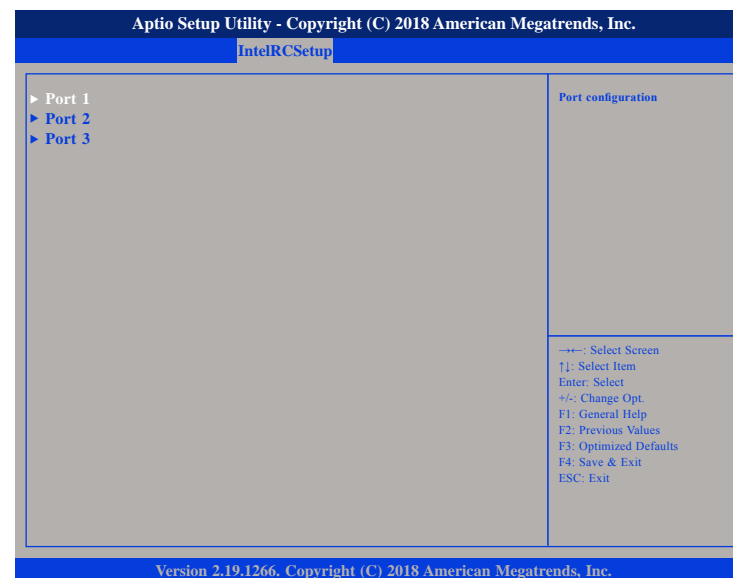 Aptio Setup Utility - Copyright (C) 2018 American Megatrends, Inc.
IntelRCSetup
► Port 1
► Port 2
► Port 3
Port configuration
→←: Select Screen
↑↓: Select Item
Enter: Select
+/-: Change Opt.
F1: General Help
F2: Previous Values
F3: Optimized Defaults
F4: Save & Exit
ESC: Exit
Version 2.19.1266. Copyright (C) 2018 American Megatrends, Inc.